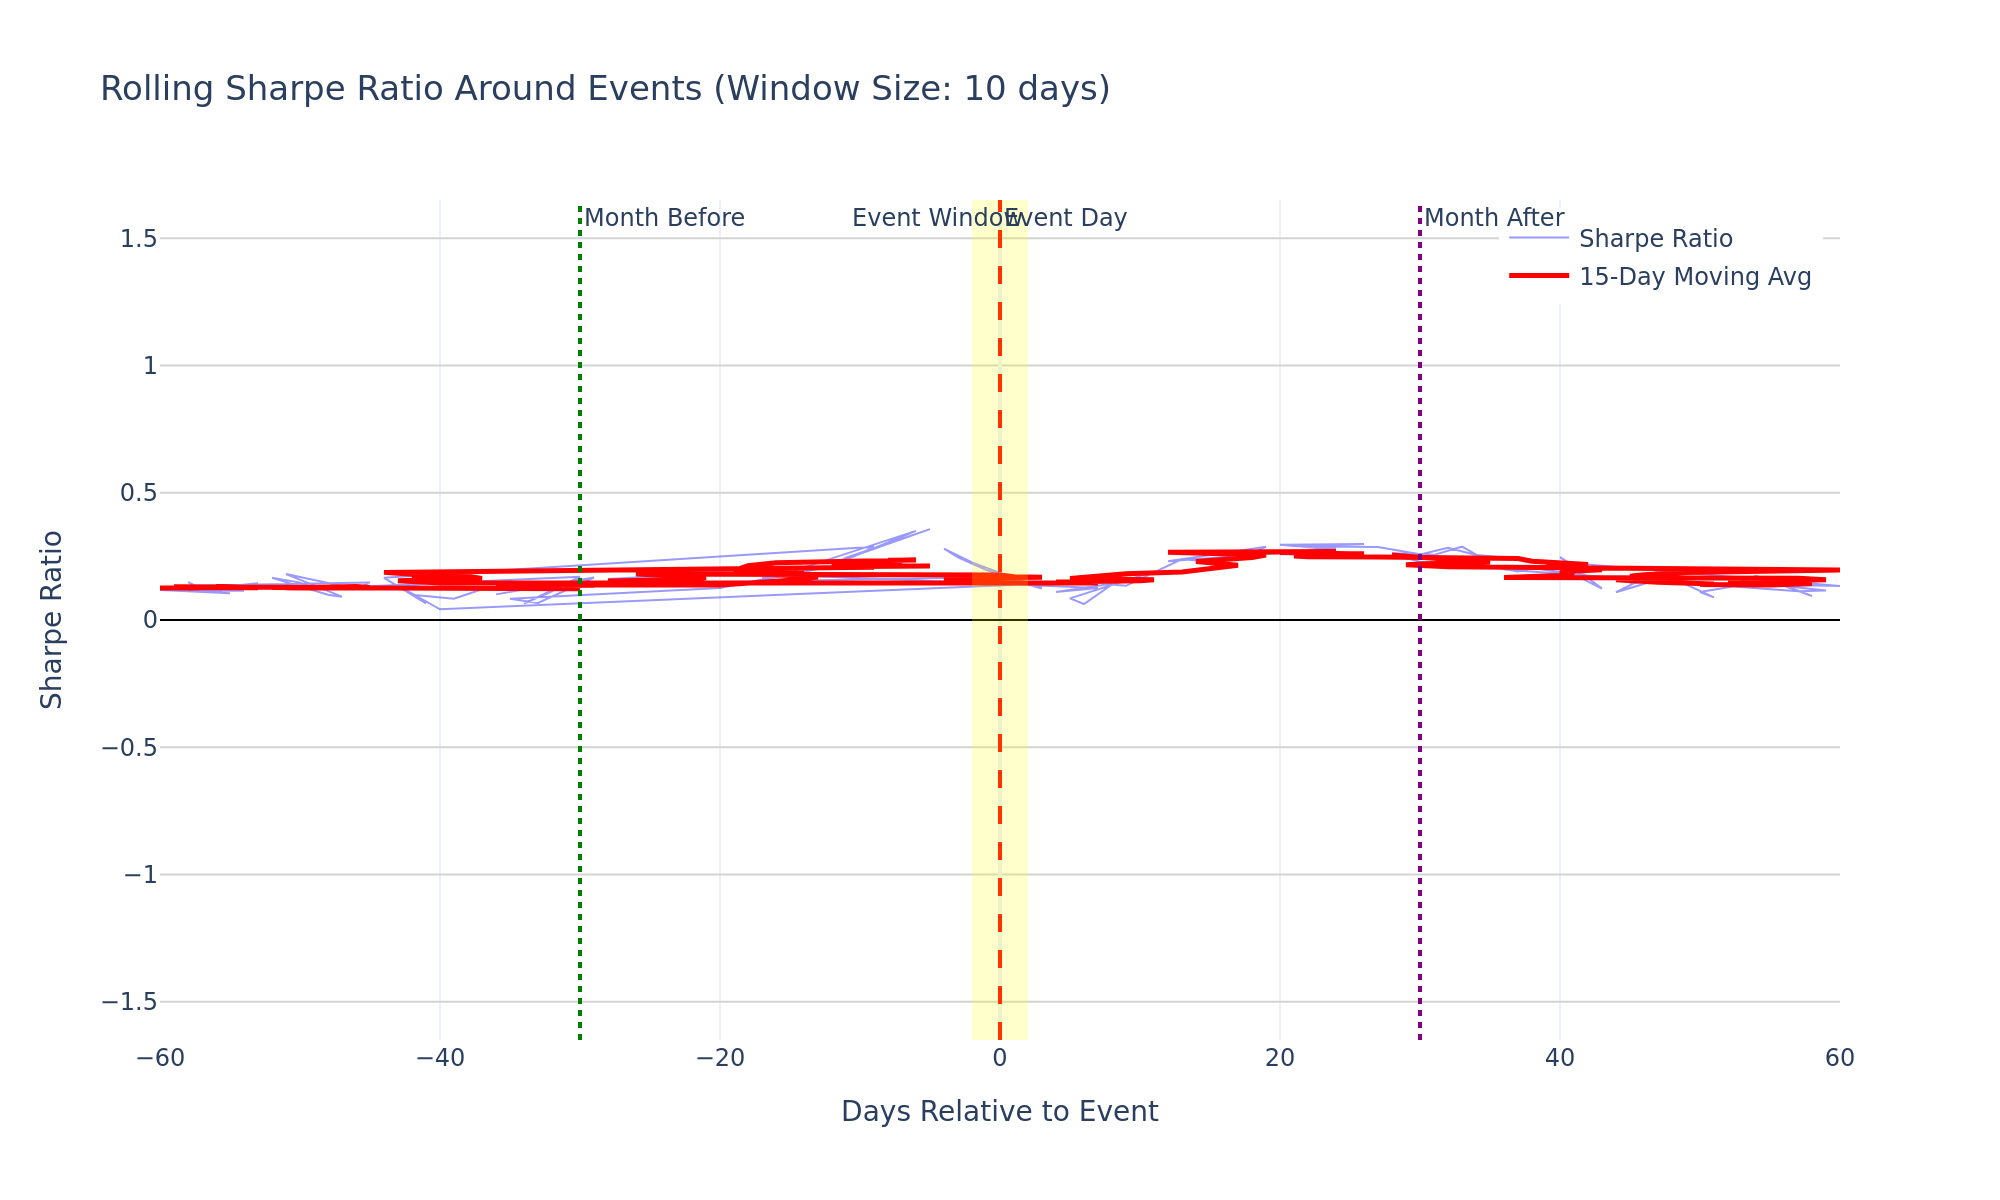 Rolling Sharpe Ratio Around Events (Window Size: 10 days)
Month Before
Event Window
Event Day
Month After
Sharpe Ratio
15-Day Moving Avg
1.5
1
0.5
0
−0.5
−1
−1.5
Sharpe Ratio
−60
−40
−20
0
20
40
60
Days Relative to Event